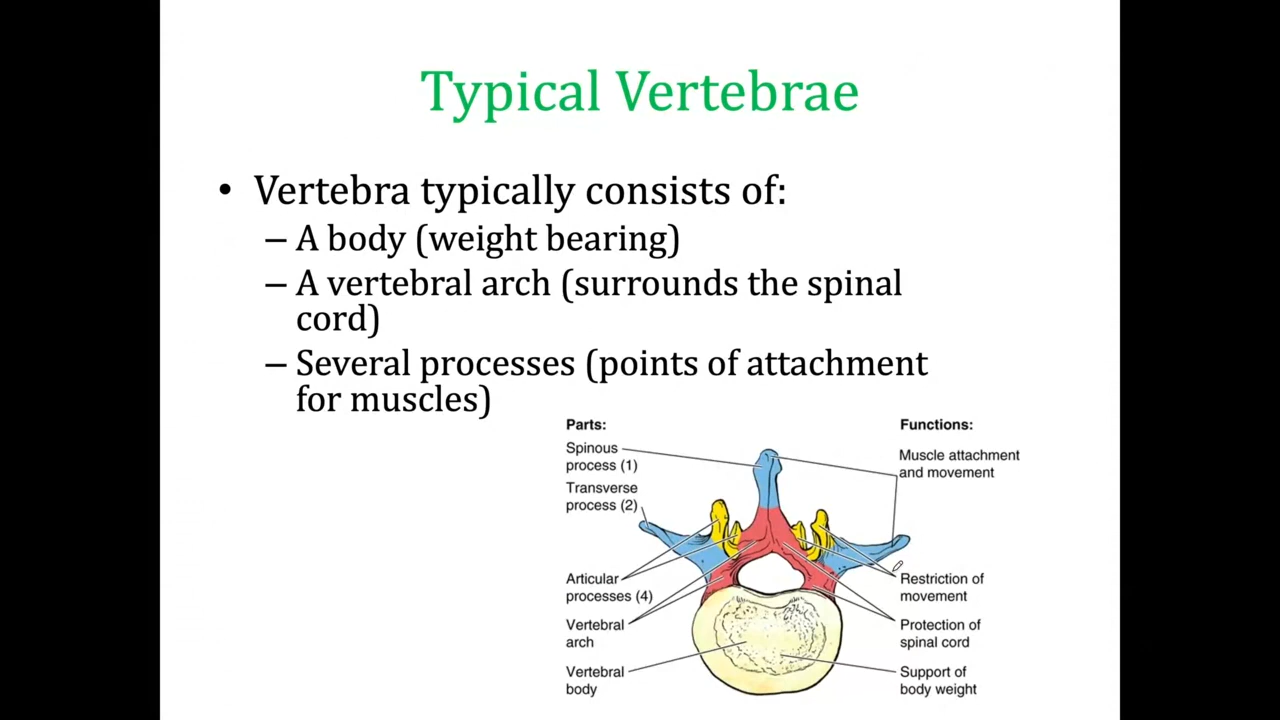 Typical Vertebrae
• Vertebra typically consists of:
– A body (weight bearing)
– A vertebral arch (surrounds the spinal
cord)
– Several processes (points of attachment
for muscles)
Parts:
Spinous
process (1)
Transverse
process (2)
Articular
processes (4)
Vertebral
arch
Vertebral
body
Functions:
Muscle attachment
and movement
Restriction of
movement
Protection of
spinal cord
Support of
body weight